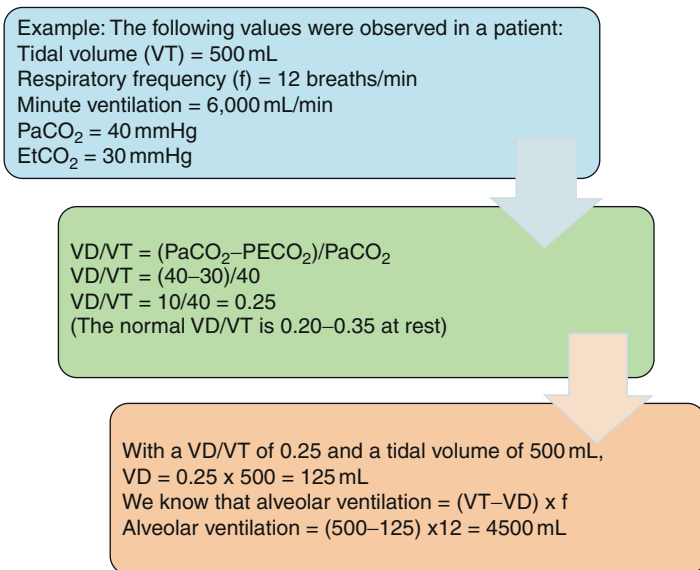 Example: The following values were observed in a patient:
Tidal volume (VT) = 500 mL
Respiratory frequency (f) = 12 breaths/min
Minute ventilation = 6,000 mL/min
PaCO₂ = 40 mmHg
EtCO₂ = 30 mmHg
VD/VT = (PaCO₂–PECO₂)/PaCO₂
VD/VT = (40–30)/40
VD/VT = 10/40 = 0.25
(The normal VD/VT is 0.20–0.35 at rest)
With a VD/VT of 0.25 and a tidal volume of 500 mL,
VD = 0.25 x 500 = 125 mL
We know that alveolar ventilation = (VT–VD) x f
Alveolar ventilation = (500–125) x12 = 4500 mL